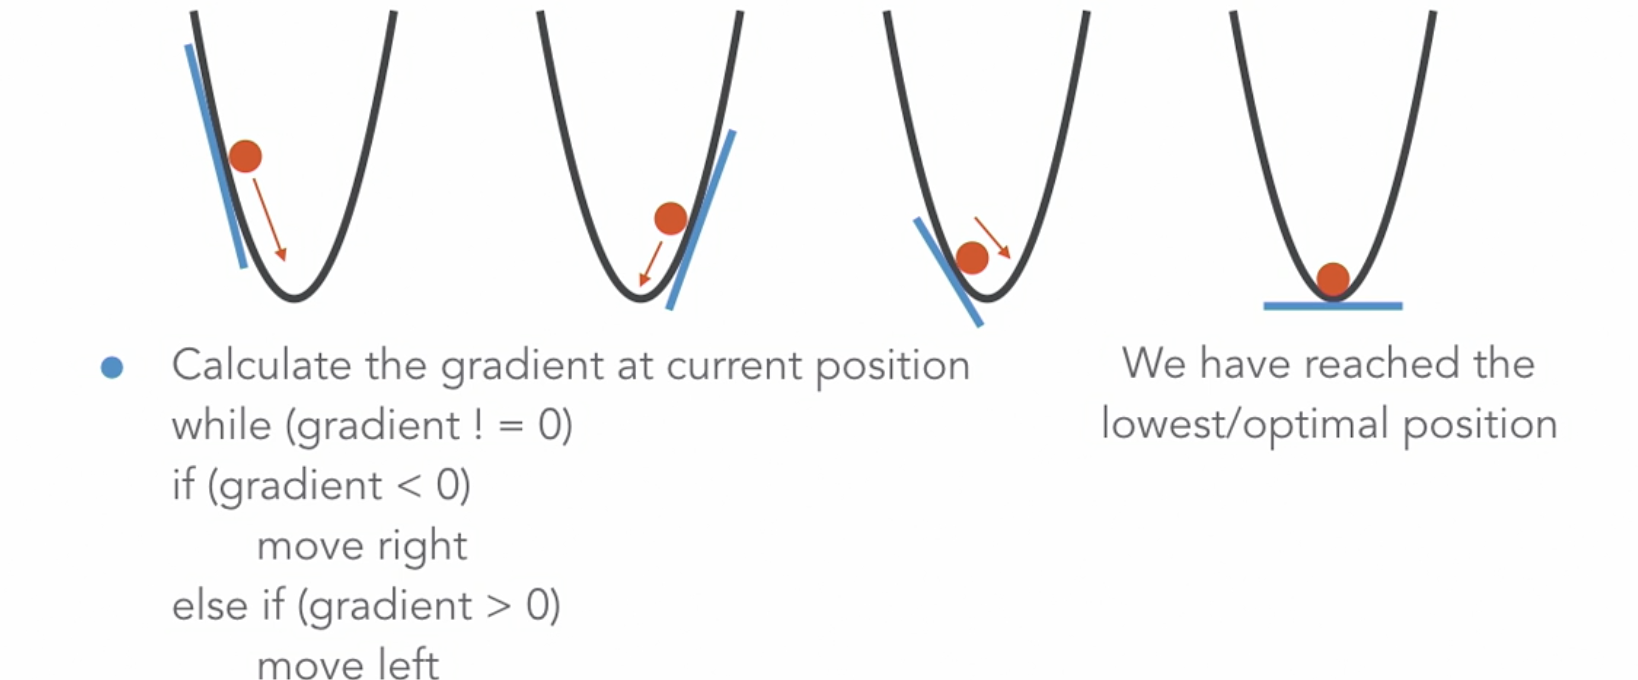 Calculate the gradient at current position
while (gradient ! = 0)
if (gradient < 0)
move right
else if (gradient > 0)
move left
We have reached the
lowest/optimal position